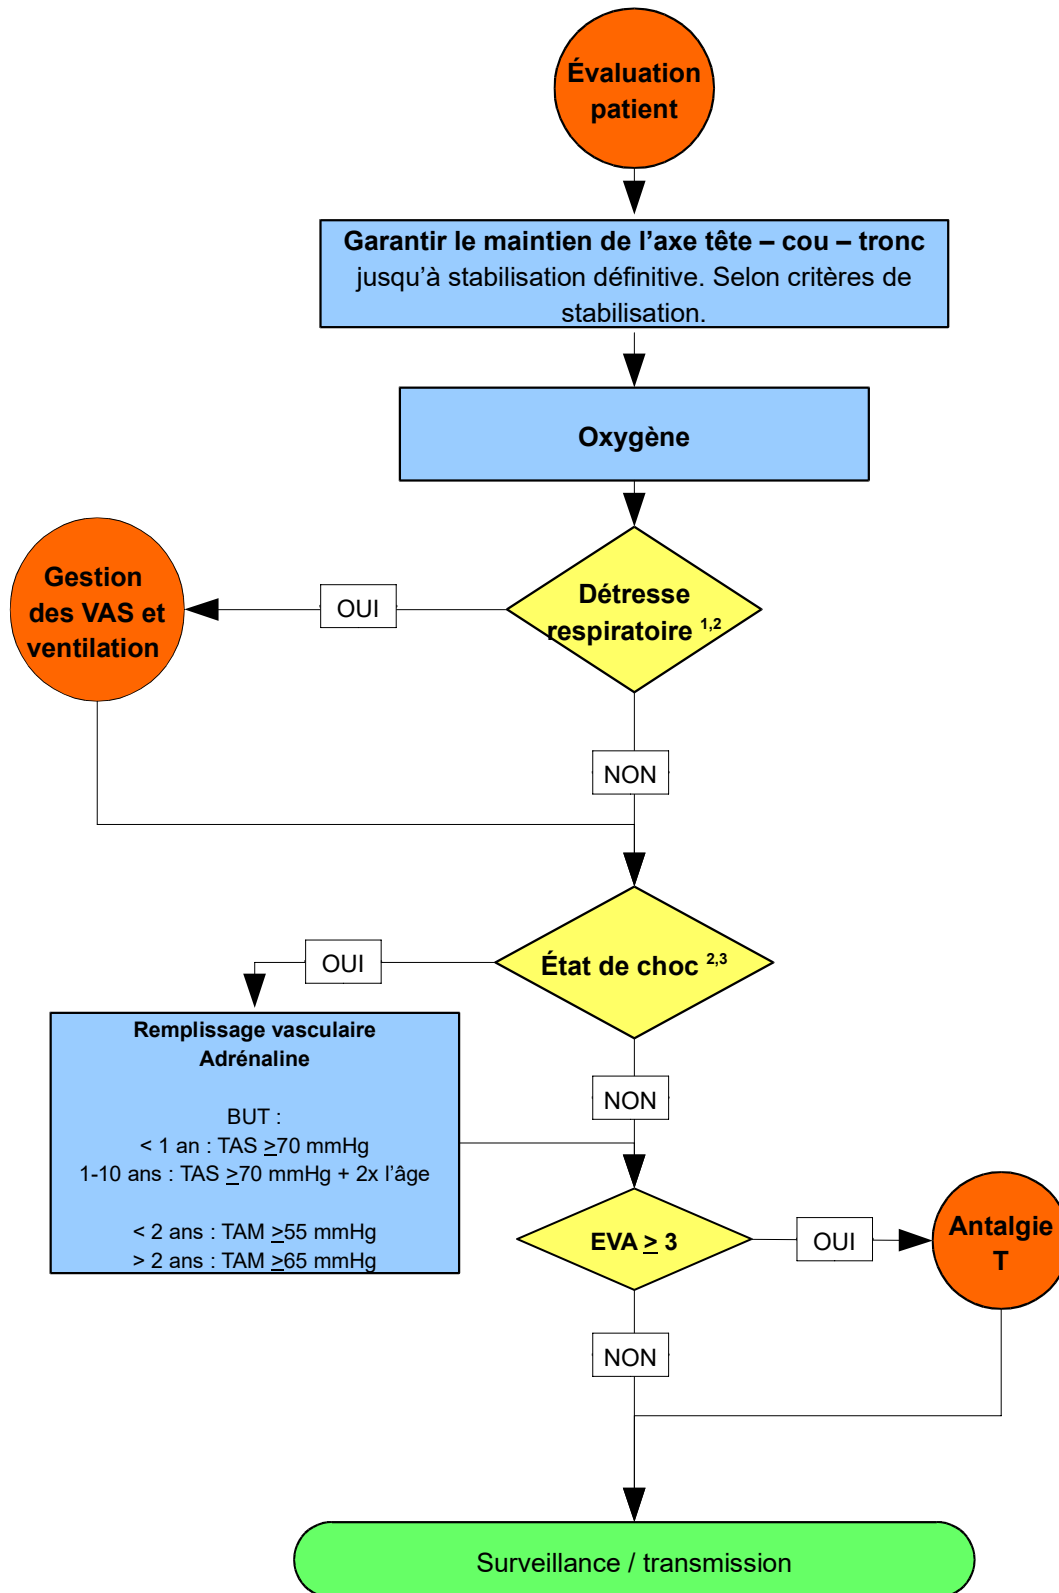 Évaluation
patient
Garantir le maintien de l’axe tête – cou – tronc
jusqu’à stabilisation définitive. Selon critères de
stabilisation.
Oxygène
Détresse
respiratoire 1,2
OUI
Gestion
des VAS et
ventilation
NON
État de choc 2,3
OUI
Remplissage vasculaire
Adrénaline
BUT :
< 1 an : TAS ≥70 mmHg
1-10 ans : TAS ≥70 mmHg + 2x l’âge
< 2 ans : TAM ≥55 mmHg
> 2 ans : TAM ≥65 mmHg
NON
EVA ≥ 3
OUI
Antalgie
T
NON
Surveillance / transmission